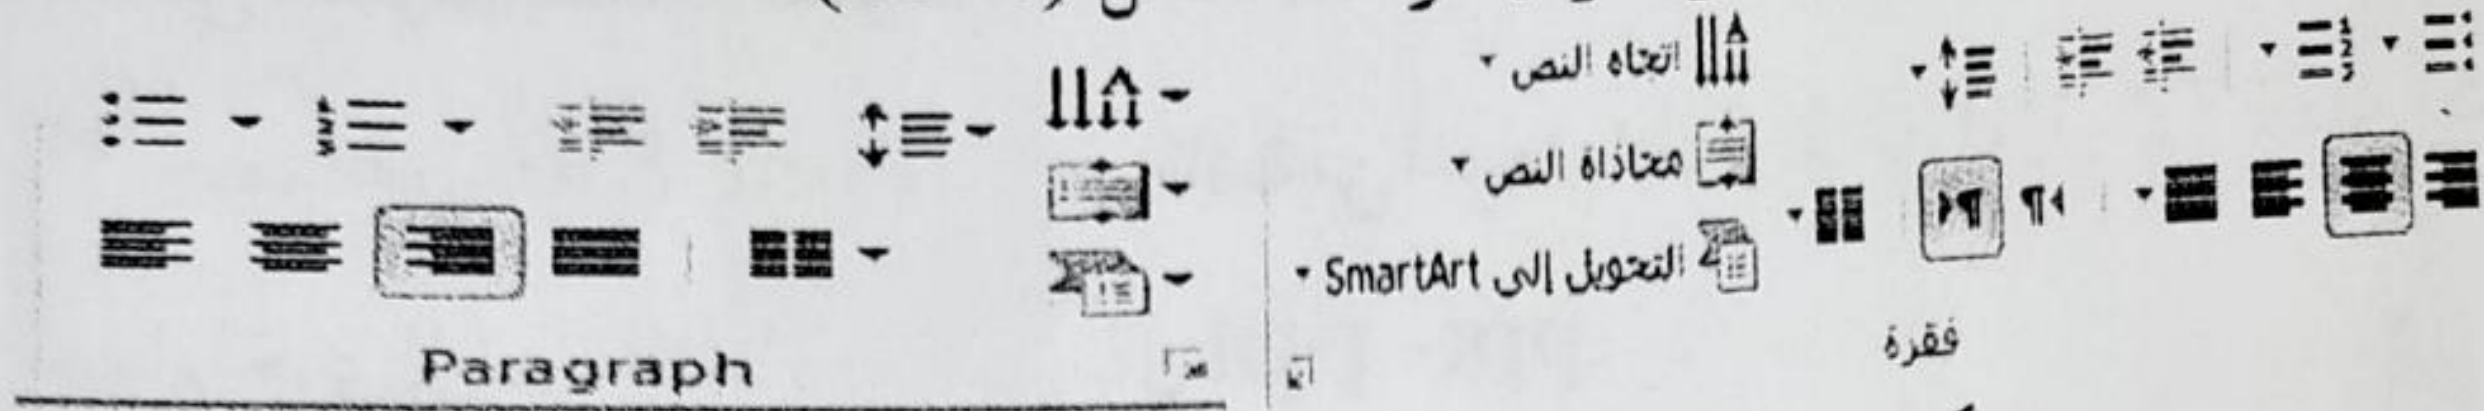 اتجاه النص
محاذاة النص
التحويل إلى SmartArt
فقرة
Paragraph